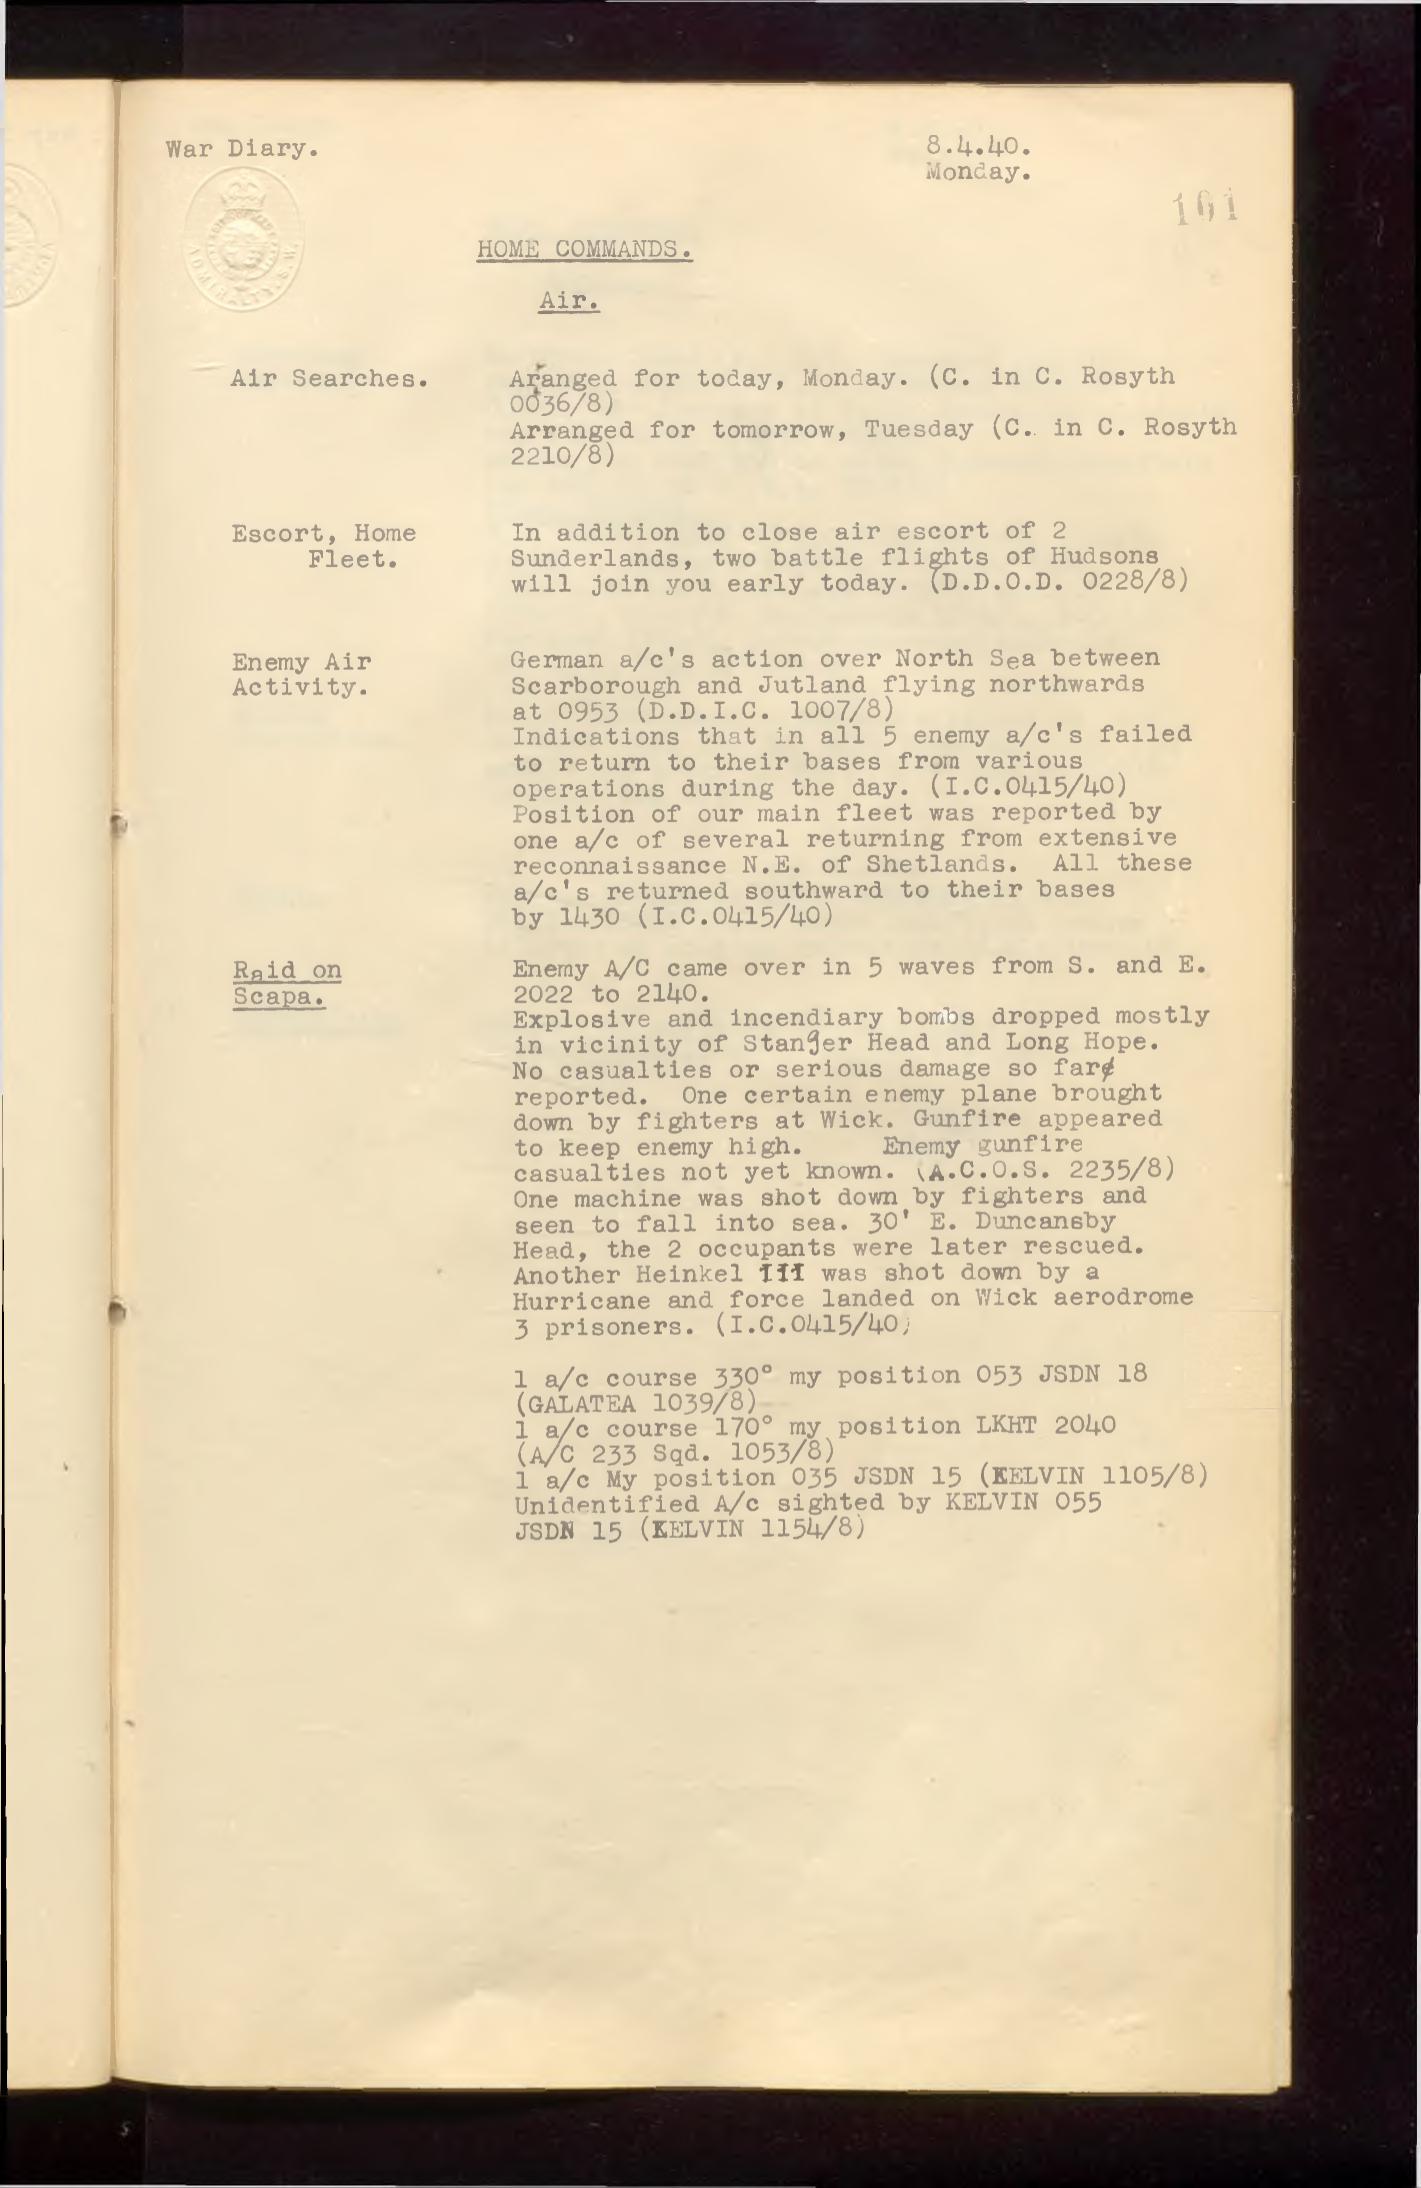 War Diary.
8.4.40.
Monday.
101
ADMIRALTY. S.W.
HOME COMMANDS.
Air.
Air Searches.
Aranged for today, Monday. (C. in C. Rosyth
0036/8)
Arranged for tomorrow, Tuesday (C. in C. Rosyth
2210/8)
Escort, Home
Fleet.
In addition to close air escort of 2
Sunderlands, two battle flights of Hudsons
will join you early today. (D.D.O.D. 0228/8)
Enemy Air
Activity.
German a/c's action over North Sea between
Scarborough and Jutland flying northwards
at 0953 (D.D.I.C. 1007/8)
Indications that in all 5 enemy a/c's failed
to return to their bases from various
operations during the day. (I.C.0415/40)
Position of our main fleet was reported by
one a/c of several returning from extensive
reconnaissance N.E. of Shetlands. All these
a/c's returned southward to their bases
by 1430 (I.C.0415/40)
Raid on
Scapa.
Enemy A/C came over in 5 waves from S. and E.
2022 to 2140.
Explosive and incendiary bombs dropped mostly
in vicinity of Stanger Head and Long Hope.
No casualties or serious damage so far
reported. One certain enemy plane brought
down by fighters at Wick. Gunfire appeared
to keep enemy high. Enemy gunfire
casualties not yet known. (A.C.O.S. 2235/8)
One machine was shot down by fighters and
seen to fall into sea. 30' E. Duncansby
Head, the 2 occupants were later rescued.
Another Heinkel 111 was shot down by a
Hurricane and force landed on Wick aerodrome
3 prisoners. (I.C.0415/40)
1 a/c course 330° my position 053 JSDN 18
(GALATEA 1039/8)
1 a/c course 170° my position LKHT 2040
(A/C 233 Sqd. 1053/8)
1 a/c My position 035 JSDN 15 (KELVIN 1105/8)
Unidentified A/c sighted by KELVIN 055
JSDN 15 (KELVIN 1154/8)